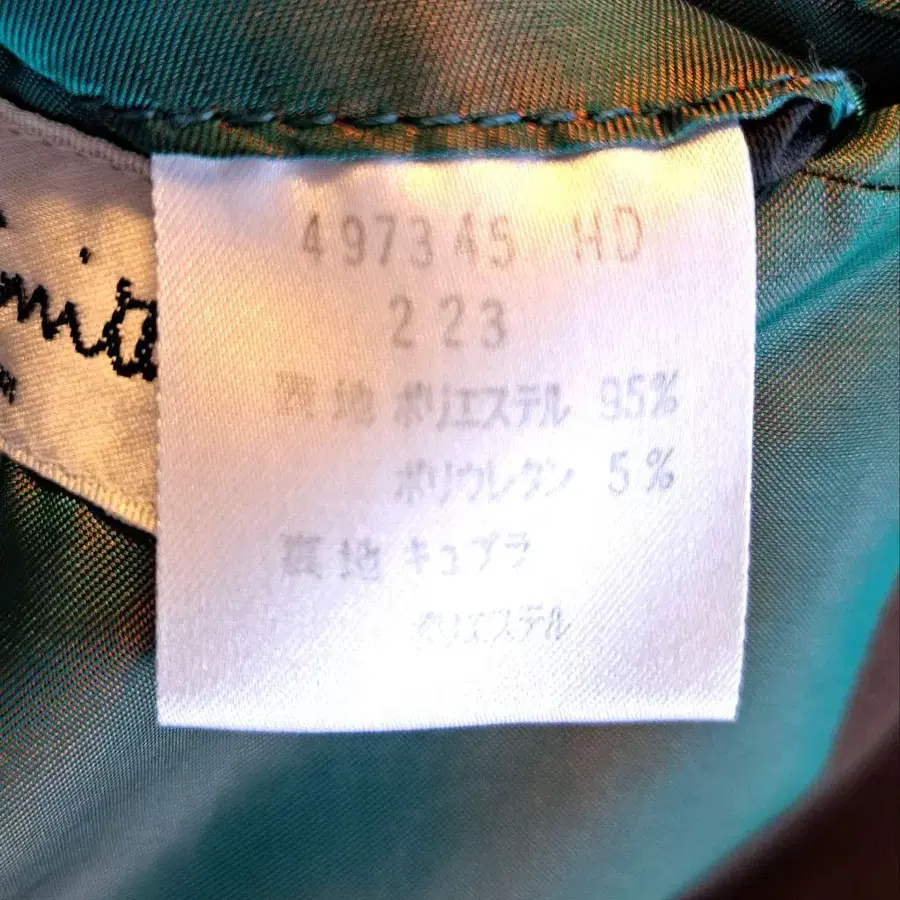 497345 HD
223
表地 ポリエステル 95%
ポリウレタン 5%
裏地 キュプラ
ポリエステル